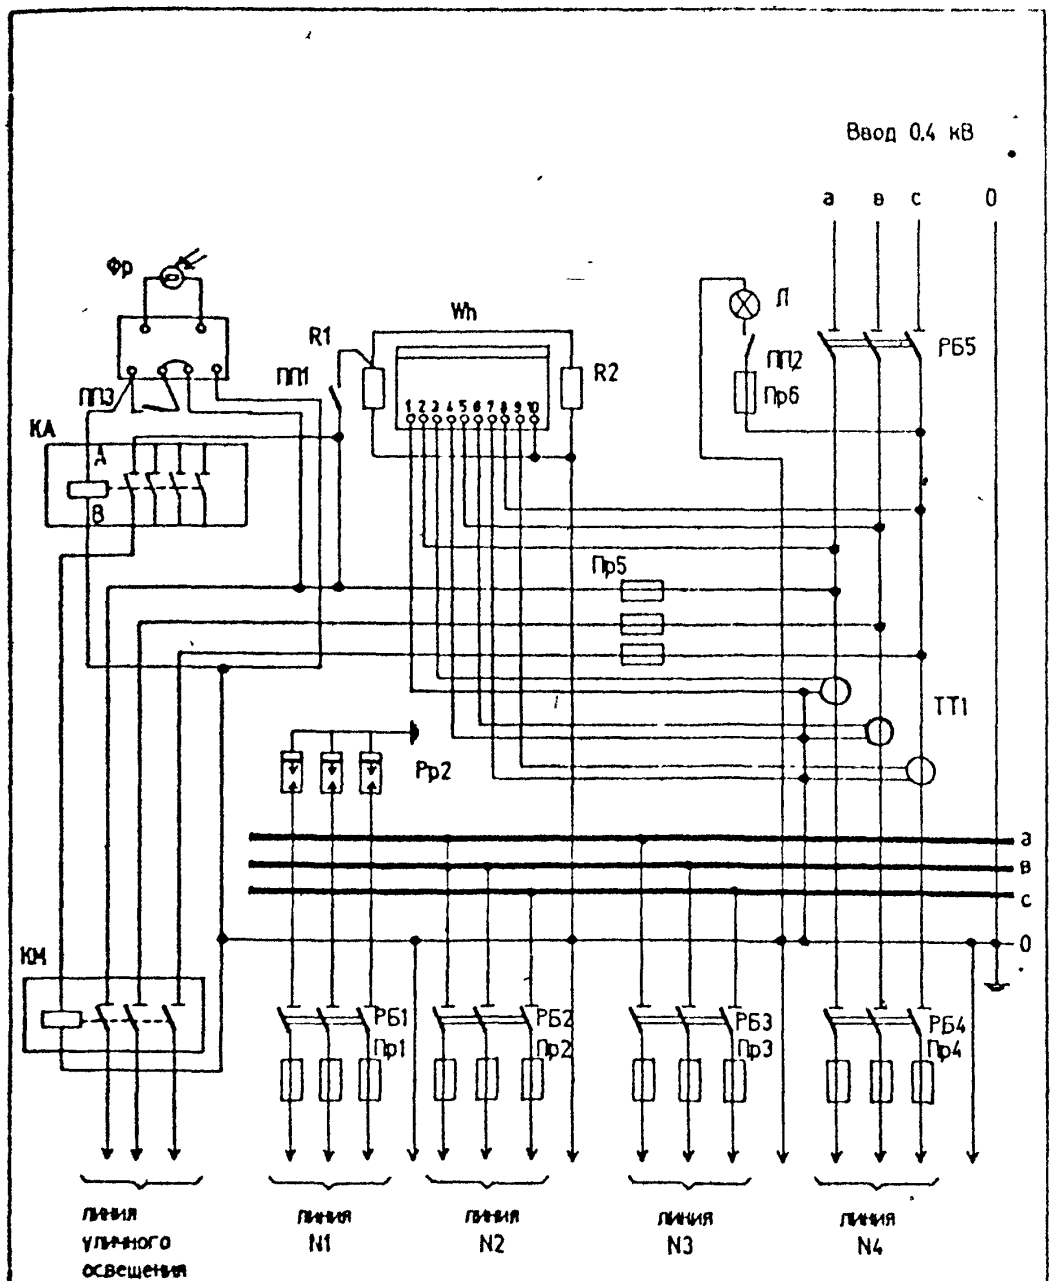 Ввод 0.4 кВ
а в с 0
Фр
Wh
Л
R1
РБ5
ПП2
ПП1
R2
ПП3
Пр6
КА
1 2 3 4 5 6 7 8 9 10
А
В
Пр5
ТТ1
Рр2
а
в
с
0
КМ
РБ1
РБ2
РБ3
РБ4
Пр1
Пр2
Пр3
Пр4
линия
уличного
освещения
линия
N1
линия
N2
линия
N3
линия
N4